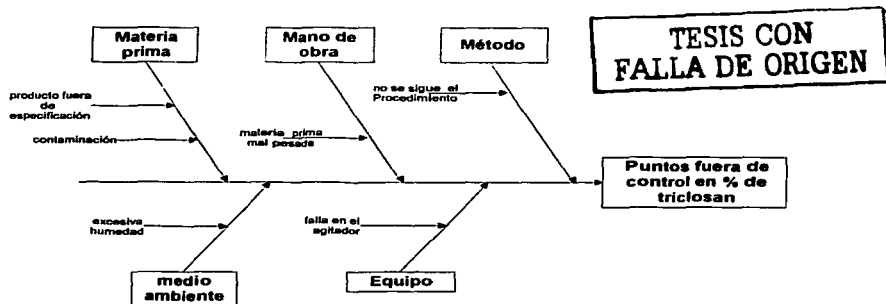 Materia
prima
Mano de
obra
Método
TESIS CON
FALLA DE ORIGEN
producto fuera
de
especificación
contaminación
materia prima
mal pesada
no se sigue el
Procedimiento
Puntos fuera de
control en % de
triclosan
excesiva
humedad
falla en el
agitador
medio
ambiente
Equipo